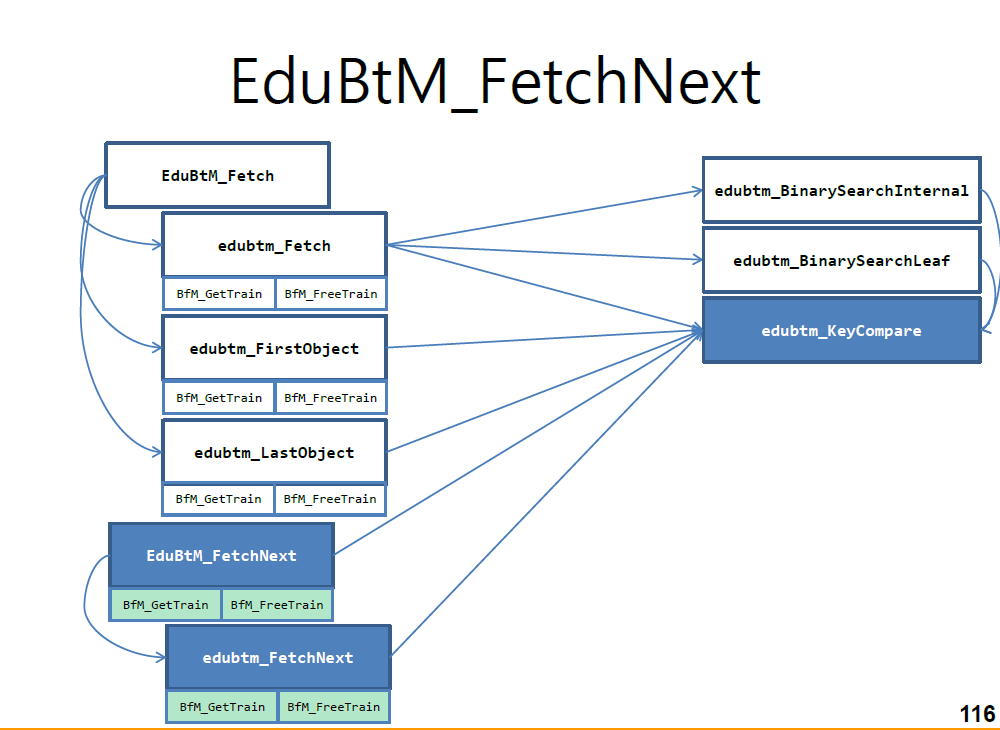 EduBtM_FetchNext
EduBtM_Fetch
edubtm_Fetch
BfM_GetTrain BfM_FreeTrain
edubtm_FirstObject
BfM_GetTrain BfM_FreeTrain
edubtm_LastObject
BfM_GetTrain BfM_FreeTrain
EduBtM_FetchNext
BfM_GetTrain BfM_FreeTrain
edubtm_FetchNext
BfM_GetTrain BfM_FreeTrain
edubtm_BinarySearchInternal
edubtm_BinarySearchLeaf
edubtm_KeyCompare
116